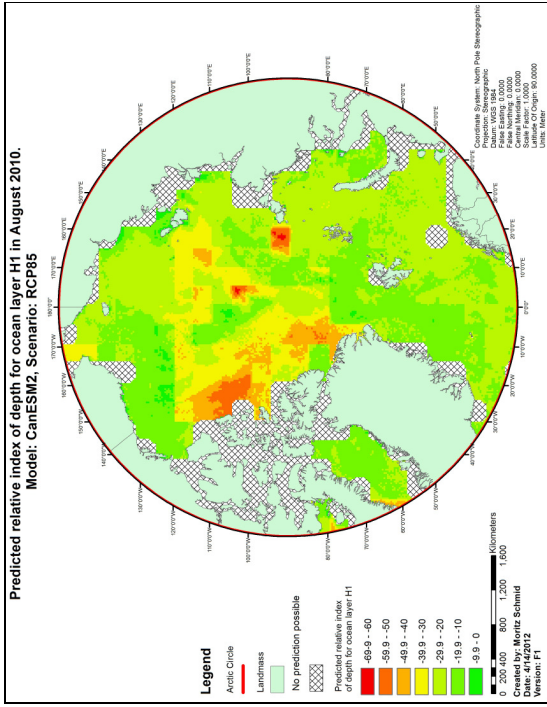 Predicted relative index of depth for ocean layer H1 in August 2010.
Model: CanESM2, Scenario: RCP85
180°0'0"
170°0'0"E
160°0'0"E
150°0'0"E
140°0'0"E
130°0'0"E
120°0'0"E
110°0'0"E
100°0'0"E
90°0'0"E
80°0'0"E
70°0'0"E
60°0'0"E
50°0'0"E
40°0'0"E
30°0'0"E
20°0'0"E
10°0'0"E
0°0'0"
10°0'0"W
20°0'0"W
30°0'0"W
40°0'0"W
50°0'0"W
60°0'0"W
70°0'0"W
80°0'0"W
90°0'0"W
100°0'0"W
110°0'0"W
120°0'0"W
130°0'0"W
140°0'0"W
150°0'0"W
160°0'0"W
170°0'0"W
Legend
Arctic Circle
Landmass
No prediction possible
Predicted relative index
of depth for ocean layer H1
-69.9 - -60
-59.9 - -50
-49.9 - -40
-39.9 - -30
-29.9 - -20
-19.9 - -10
-9.9 - 0
Kilometers
0 200 400 800 1,200 1,600
Created by: Moritz Schmid
Date: 4/14/2012
Version: F1
Coordinate System: North Pole Stereographic
Projection: Stereographic
Datum: WGS 1984
False Easting: 0.0000
False Northing: 0.0000
Central Meridian: 0.0000
Scale Factor: 1.0000
Latitude Of Origin: 90.0000
Units: Meter